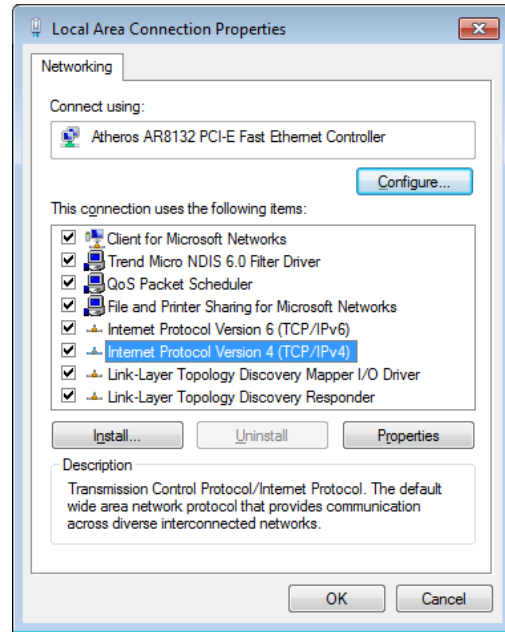 Local Area Connection Properties
Networking
Connect using:
Atheros AR8132 PCI-E Fast Ethernet Controller
Configure...
This connection uses the following items:
Client for Microsoft Networks
Trend Micro NDIS 6.0 Filter Driver
QoS Packet Scheduler
File and Printer Sharing for Microsoft Networks
Internet Protocol Version 6 (TCP/IPv6)
Internet Protocol Version 4 (TCP/IPv4)
Link-Layer Topology Discovery Mapper I/O Driver
Link-Layer Topology Discovery Responder
Install... Uninstall Properties
Description
Transmission Control Protocol/Internet Protocol. The default
wide area network protocol that provides communication
across diverse interconnected networks.
OK Cancel